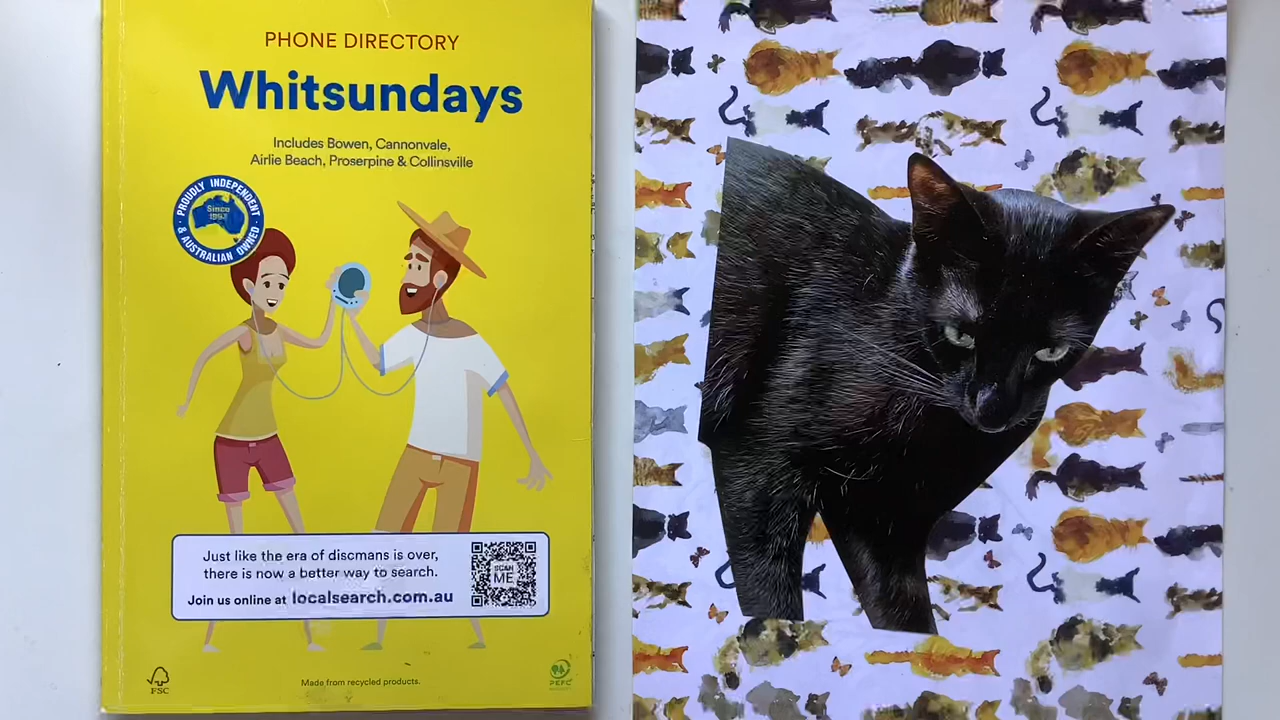 PHONE DIRECTORY
Whitsundays
Includes Bowen, Cannonvale,
Airlie Beach, Proserpine & Collinsville
PROUDLY INDEPENDENT
Since
1993
& AUSTRALIAN OWNED
Just like the era of discmans is over,
there is now a better way to search.
Join us online at localsearch.com.au
SCAN
ME
FSC
Made from recycled products.
PEFC